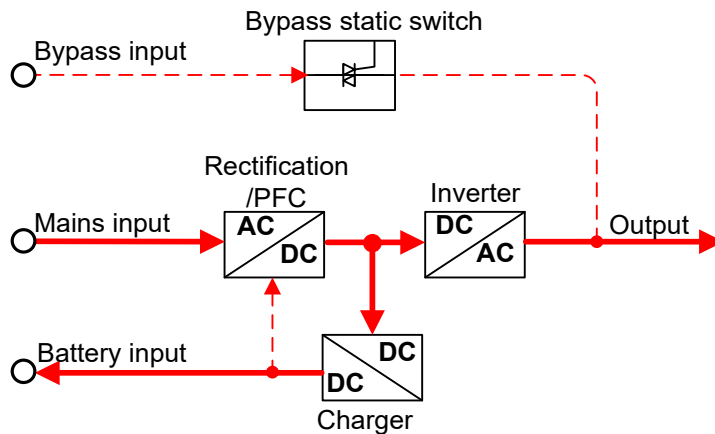 Bypass static switch
Bypass input
Rectification
/PFC
Inverter
Mains input
AC
DC
DC
AC
Output
Battery input
DC
DC
Charger